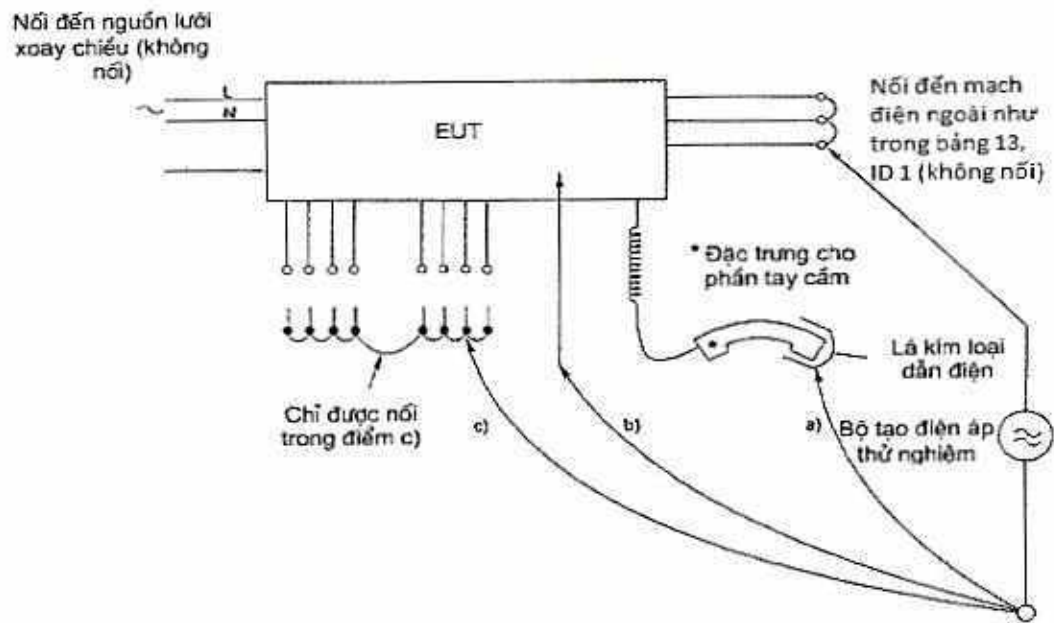 Nối đến nguồn lưới
xoay chiều (không
nối)
L
N
EUT
Nối đến mạch
điện ngoài như
trong bảng 13,
ID 1 (không nối)
* Đặc trưng cho
phần tay cầm
*
Lá kim loại
dẫn điện
Chỉ được nối
trong điểm c)
c)
b)
a)
Bộ tạo điện áp
thử nghiệm